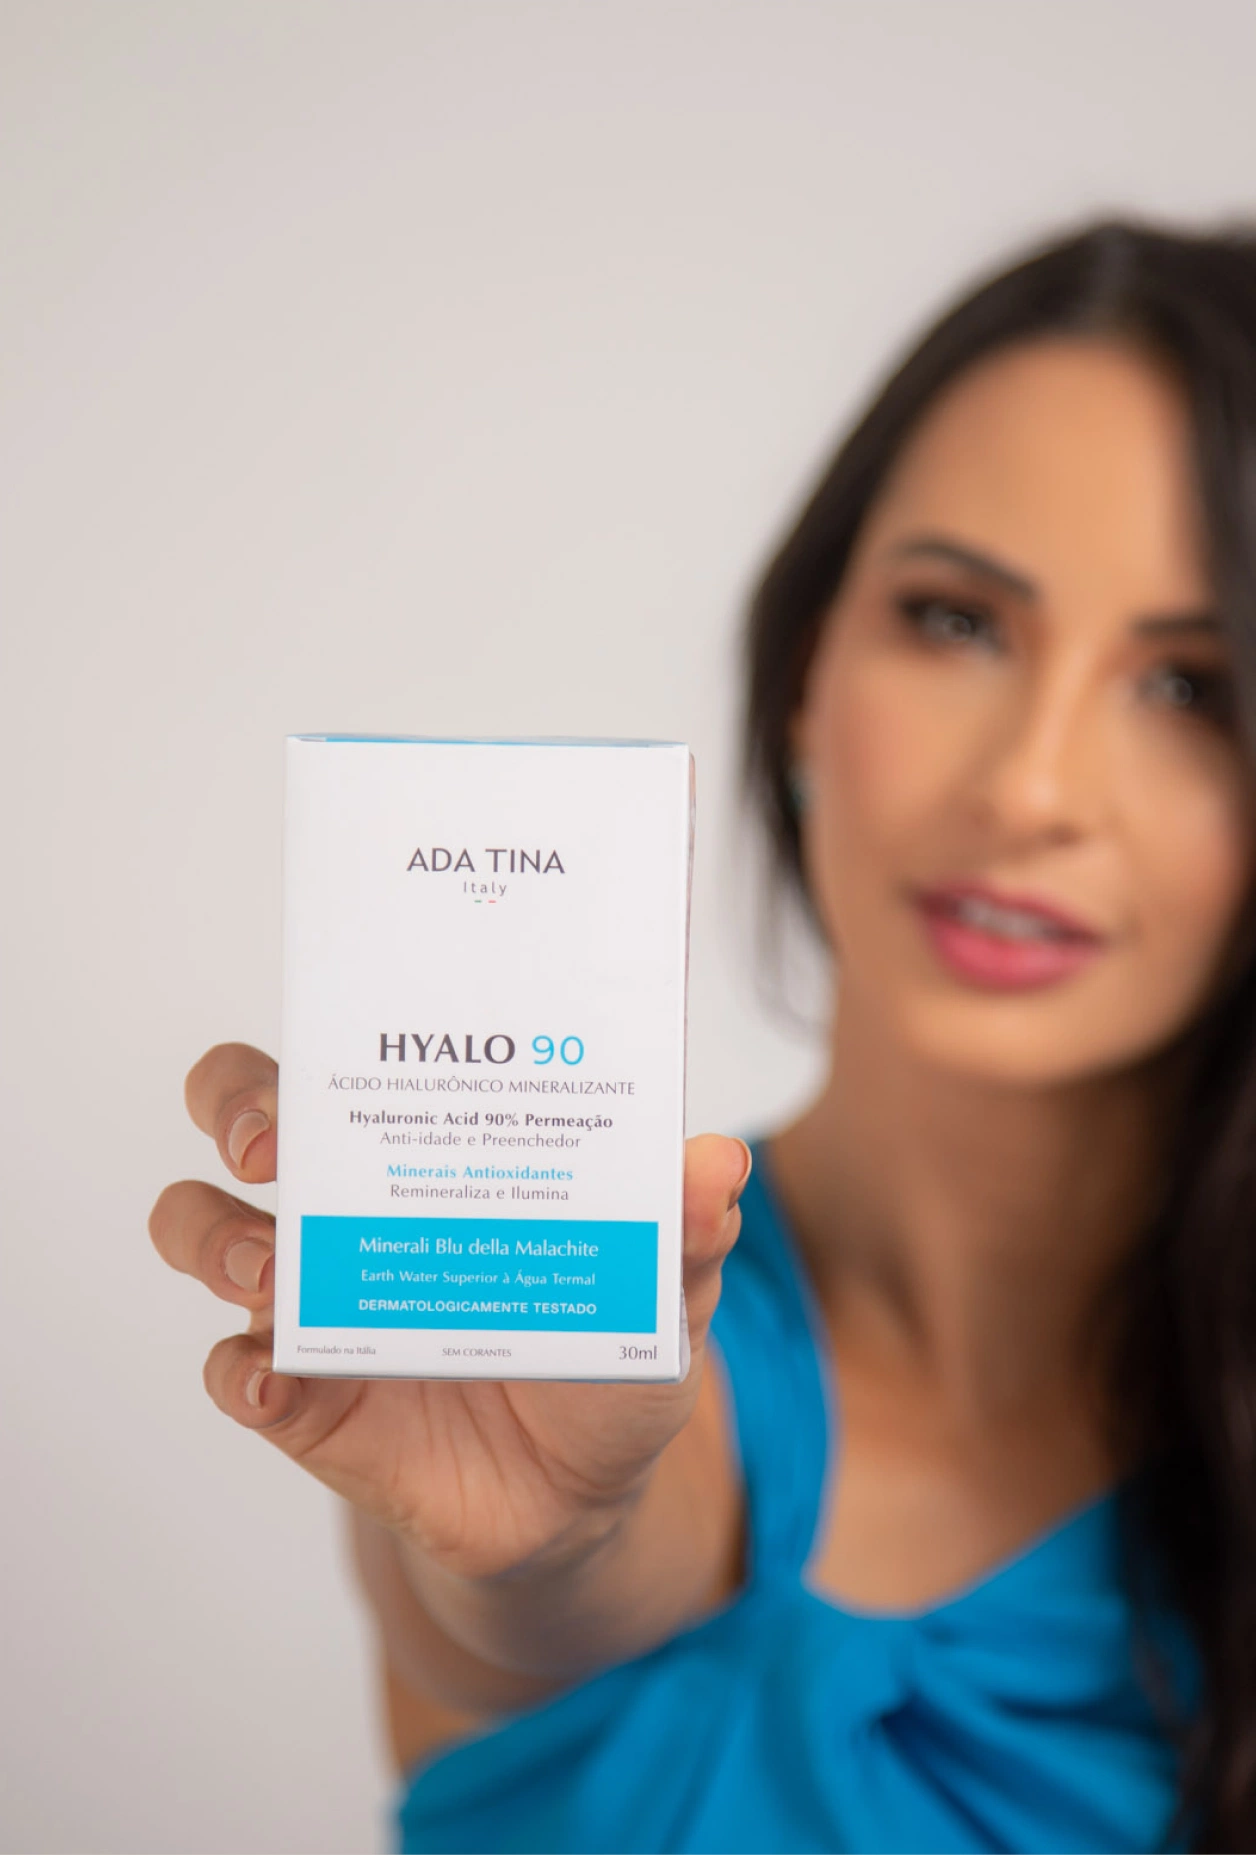 ADA TINA
Italy
HYALO 90
ÁCIDO HIALURÔNICO MINERALIZANTE
Hyaluronic Acid 90% Permeação
Anti-idade e Preenchedor
Minerais Antioxidantes
Remineraliza e Ilumina
Minerali Blu della Malachite
Earth Water Superior à Água Termal
DERMATOLOGICAMENTE TESTADO
Formulado na Itália SEM CORANTES 30ml